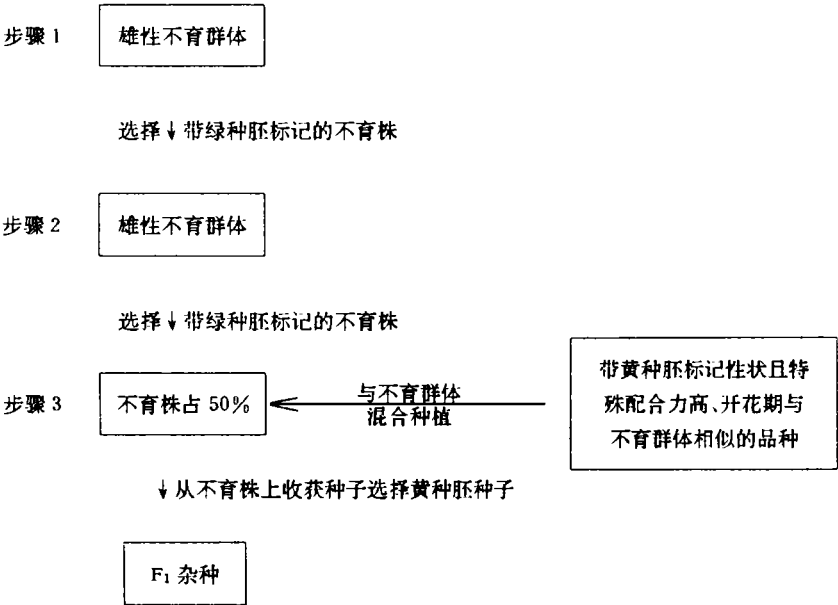 步骤 1
雄性不育群体
选择↓带绿种胚标记的不育株
步骤 2
雄性不育群体
选择↓带绿种胚标记的不育株
步骤 3
不育株占 50%
与不育群体
混合种植
带黄种胚标记性状且特
殊配合力高、开花期与
不育群体相似的品种
↓从不育株上收获种子选择黄种胚种子
F₁ 杂种